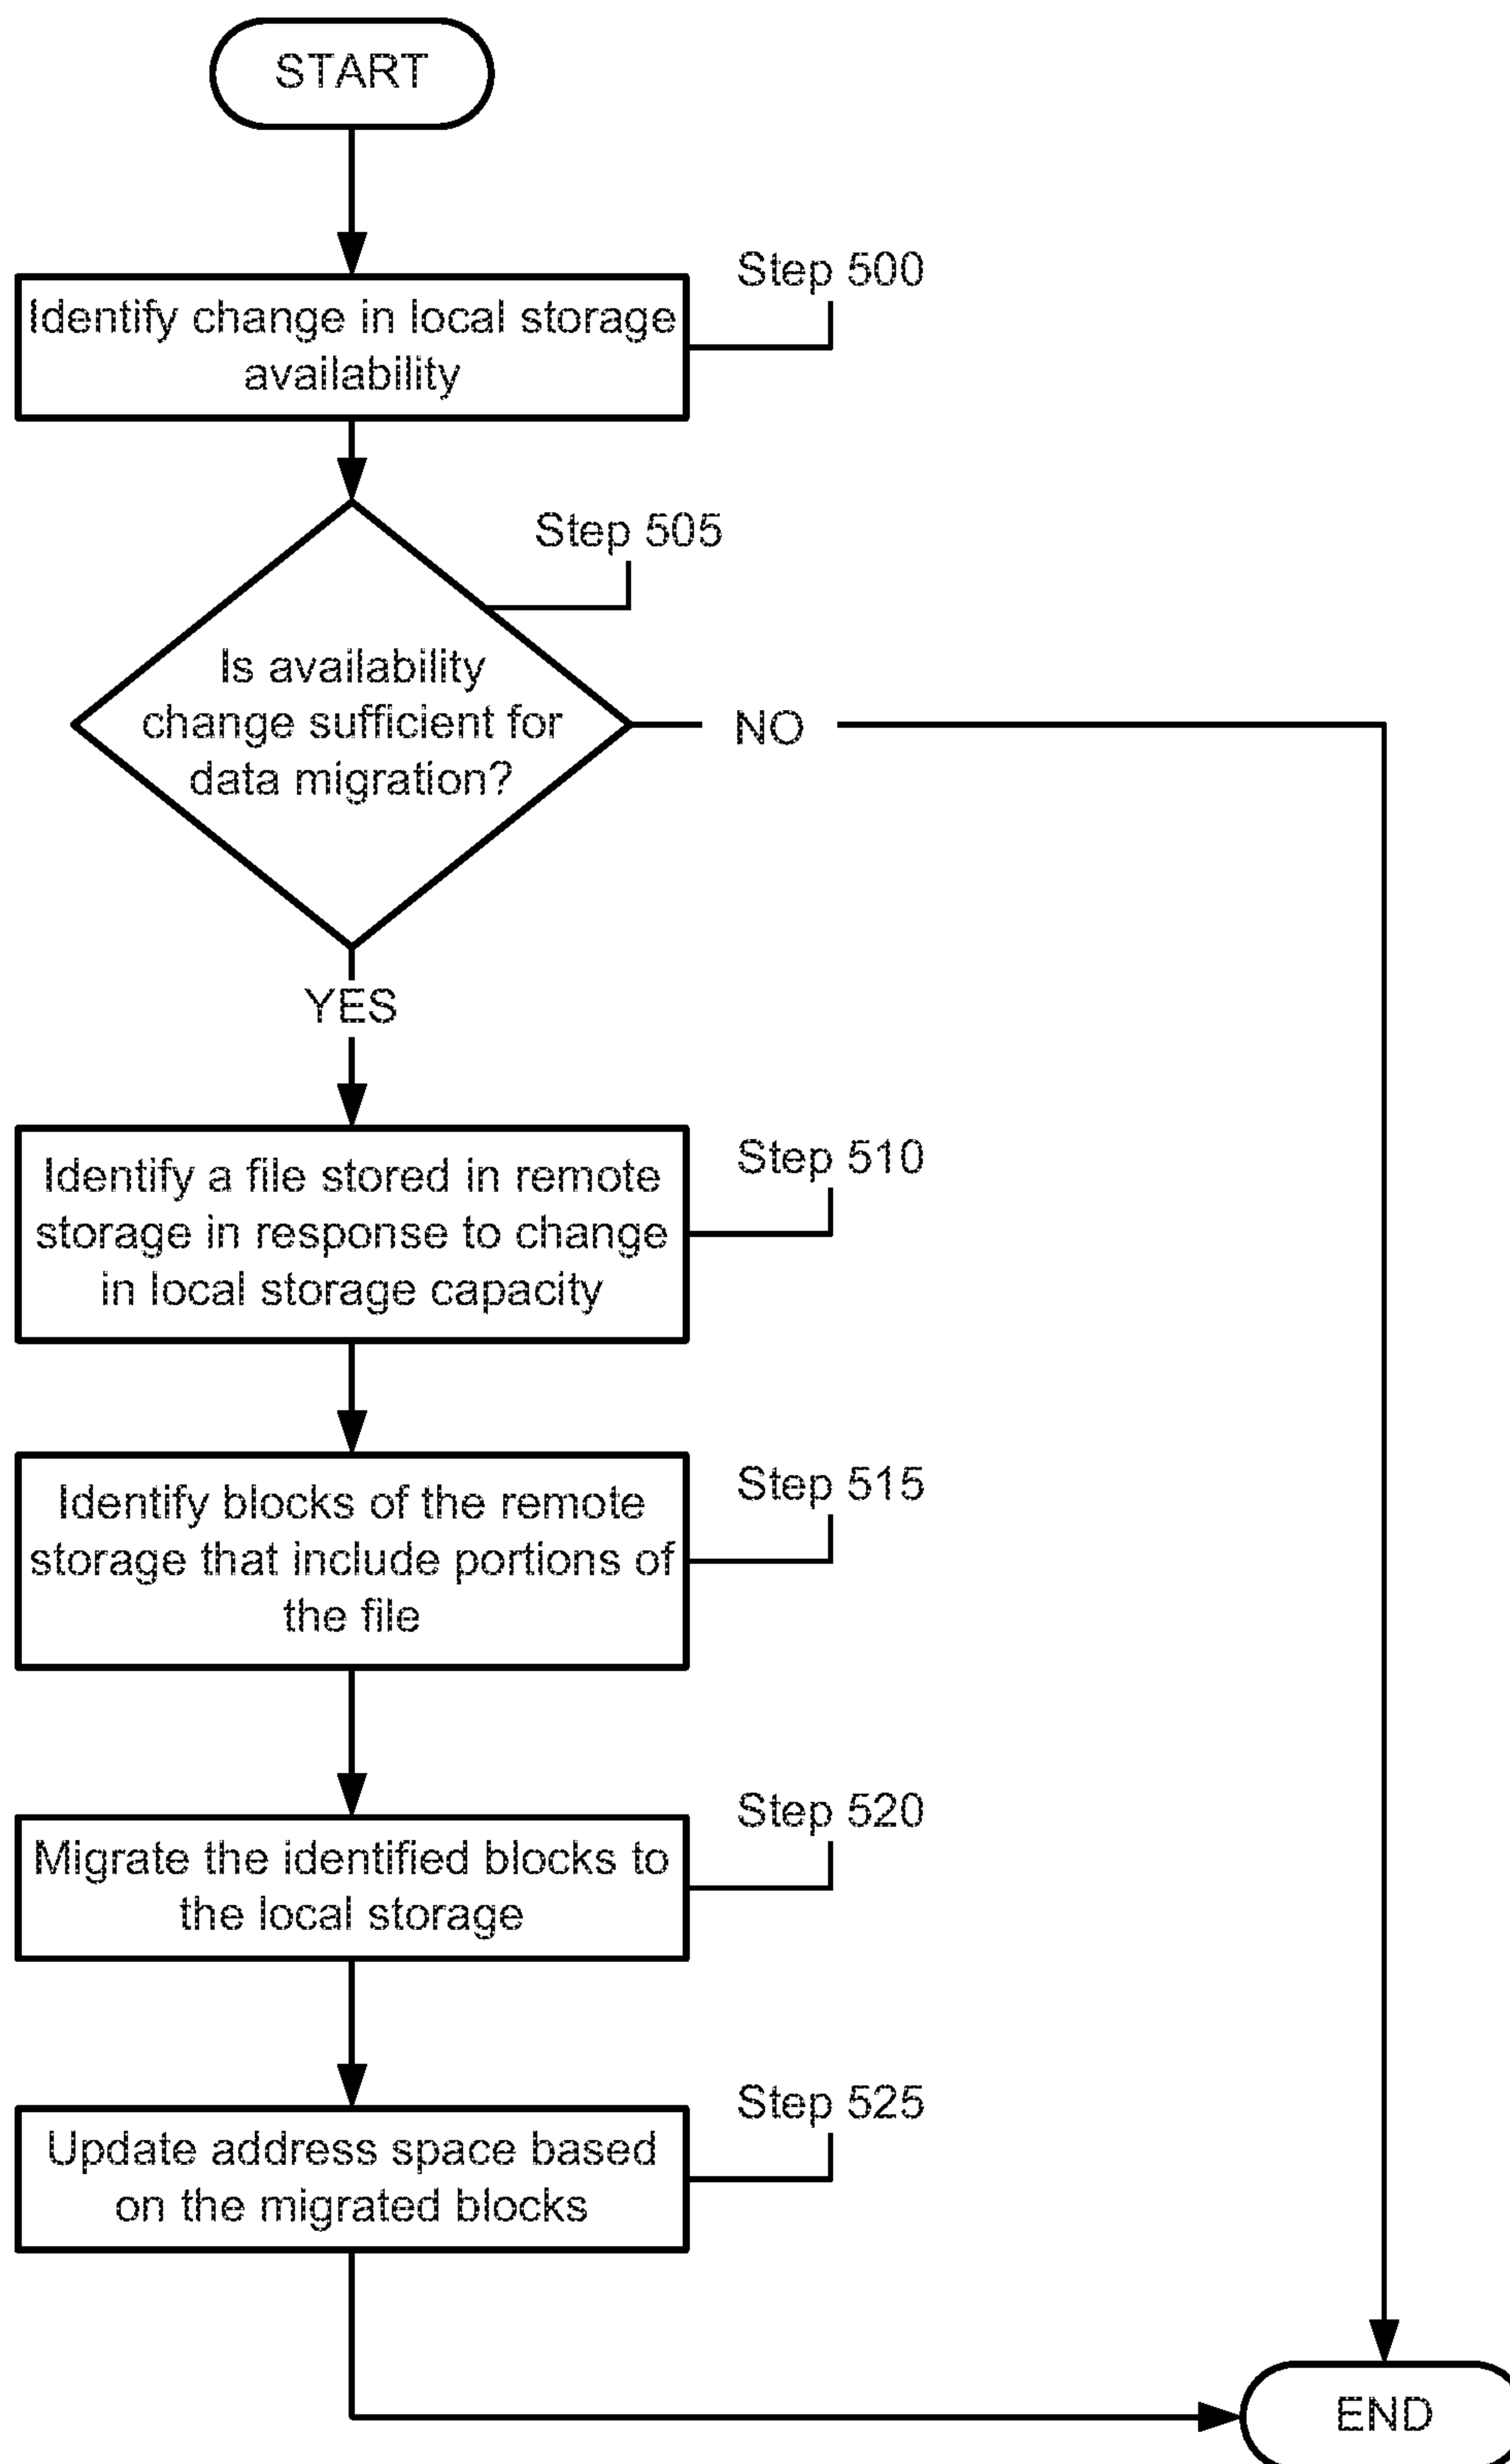 START
Step 500
Identify change in local storage
availability
Step 505
Is availability
change sufficient for
data migration?
NO
YES
Step 510
Identify a file stored in remote
storage in response to change
in local storage capacity
Step 515
Identify blocks of the remote
storage that include portions of
the file
Step 520
Migrate the identified blocks to
the local storage
Step 525
Update address space based
on the migrated blocks
END